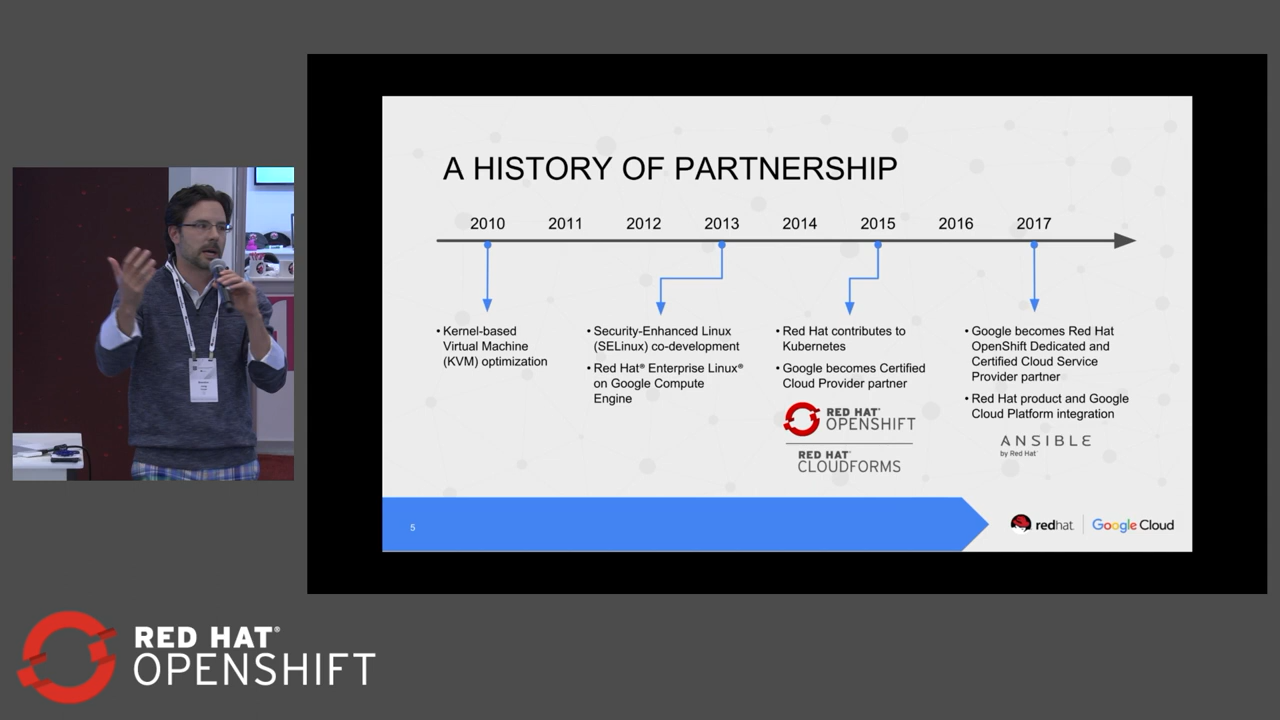 A HISTORY OF PARTNERSHIP
2010 2011 2012 2013 2014 2015 2016 2017
• Kernel-based
Virtual Machine
(KVM) optimization
• Security-Enhanced Linux
(SELinux) co-development
• Red Hat® Enterprise Linux®
on Google Compute
Engine
• Red Hat contributes to
Kubernetes
• Google becomes Certified
Cloud Provider partner
RED HAT®
OPENSHIFT
RED HAT®
CLOUDFORMS
• Google becomes Red Hat
OpenShift Dedicated and
Certified Cloud Service
Provider partner
• Red Hat product and Google
Cloud Platform integration
ANSIBLE
by Red Hat®
5
redhat. Google Cloud
RED HAT®
OPENSHIFT